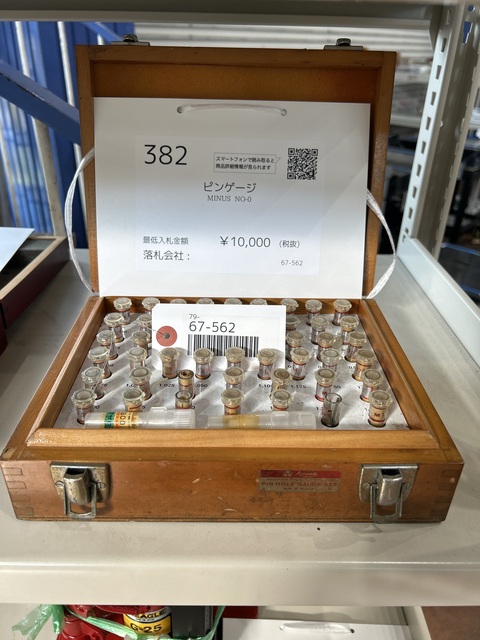 382
スマートフォンで読み取ると
商品詳細情報が見られます
ピンゲージ
MINUS NO-0
最低入札金額 ￥10,000 (税抜)
落札会社：
67-562
79-
67-562
PIN HOLE GAUGE SET
EAGLE
G-25